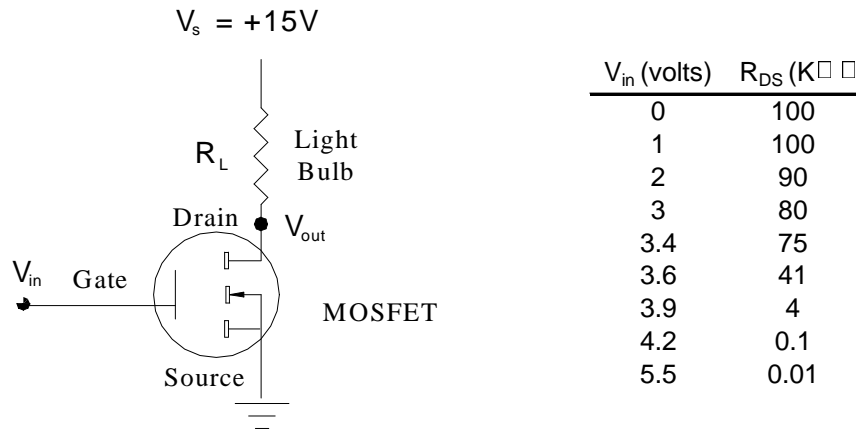 V_s = +15V
R_L
Light
Bulb
Drain
V_out
V_in
Gate
MOSFET
Source
V_in (volts) R_DS (K□ □
0 100
1 100
2 90
3 80
3.4 75
3.6 41
3.9 4
4.2 0.1
5.5 0.01